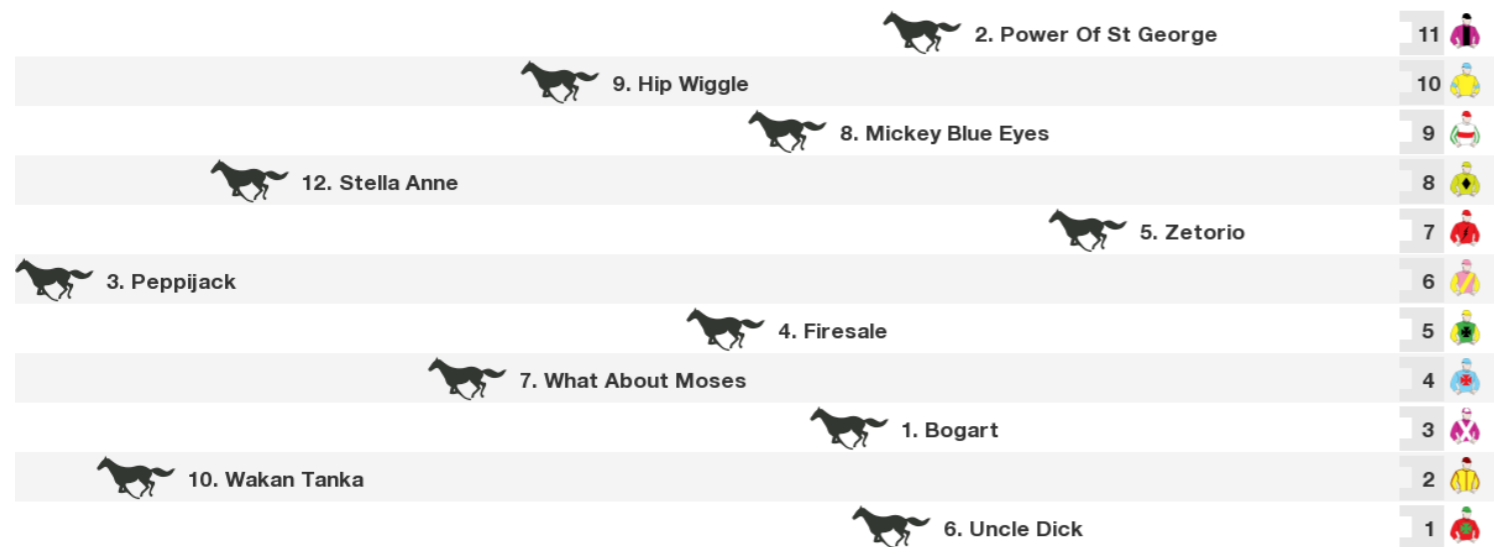 2. Power Of St George 11
9. Hip Wiggle 10
8. Mickey Blue Eyes 9
12. Stella Anne 8
5. Zetorio 7
3. Peppijack 6
4. Firesale 5
7. What About Moses 4
1. Bogart 3
10. Wakan Tanka 2
6. Uncle Dick 1